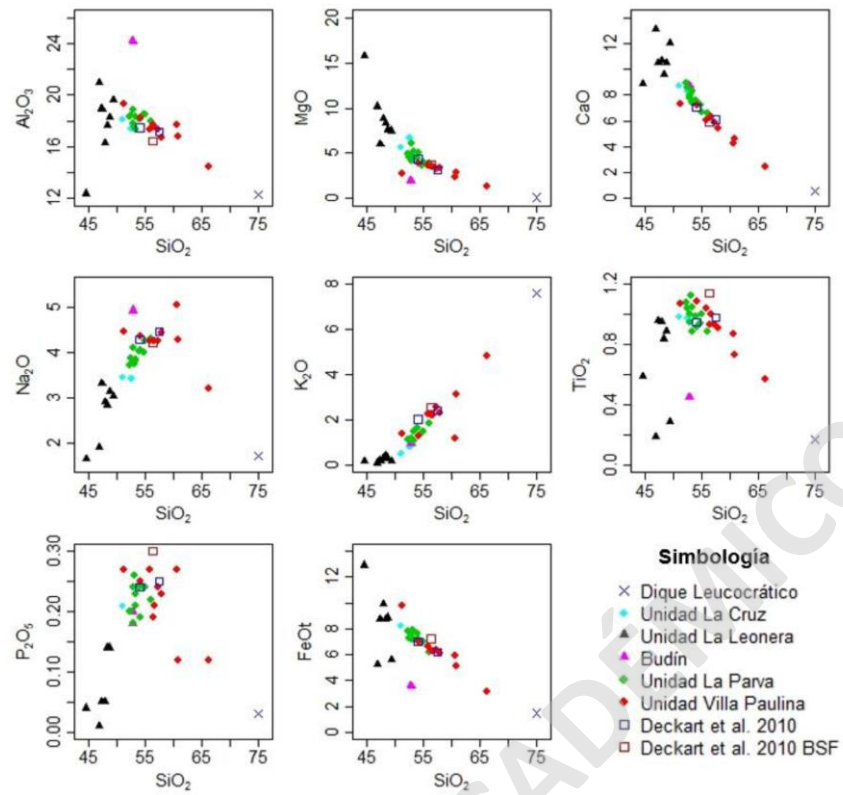 12 16 20 24
Al₂O₃
45 55 65 75
SiO₂
0 5 10 15 20
MgO
45 55 65 75
SiO₂
0 4 8 12
CaO
45 55 65 75
SiO₂
2 3 4 5
Na₂O
45 55 65 75
SiO₂
0 2 4 6 8
K₂O
45 55 65 75
SiO₂
0.0 0.4 0.8 1.2
TiO₂
45 55 65 75
SiO₂
0.00 0.10 0.20 0.30
P₂O₅
45 55 65 75
SiO₂
0 4 8 12
FeOt
45 55 65 75
SiO₂
Simbología
Dique Leucocrático
Unidad La Cruz
Unidad La Leonera
Budín
Unidad La Parva
Unidad Villa Paulina
Deckart et al. 2010
Deckart et al. 2010 BSF